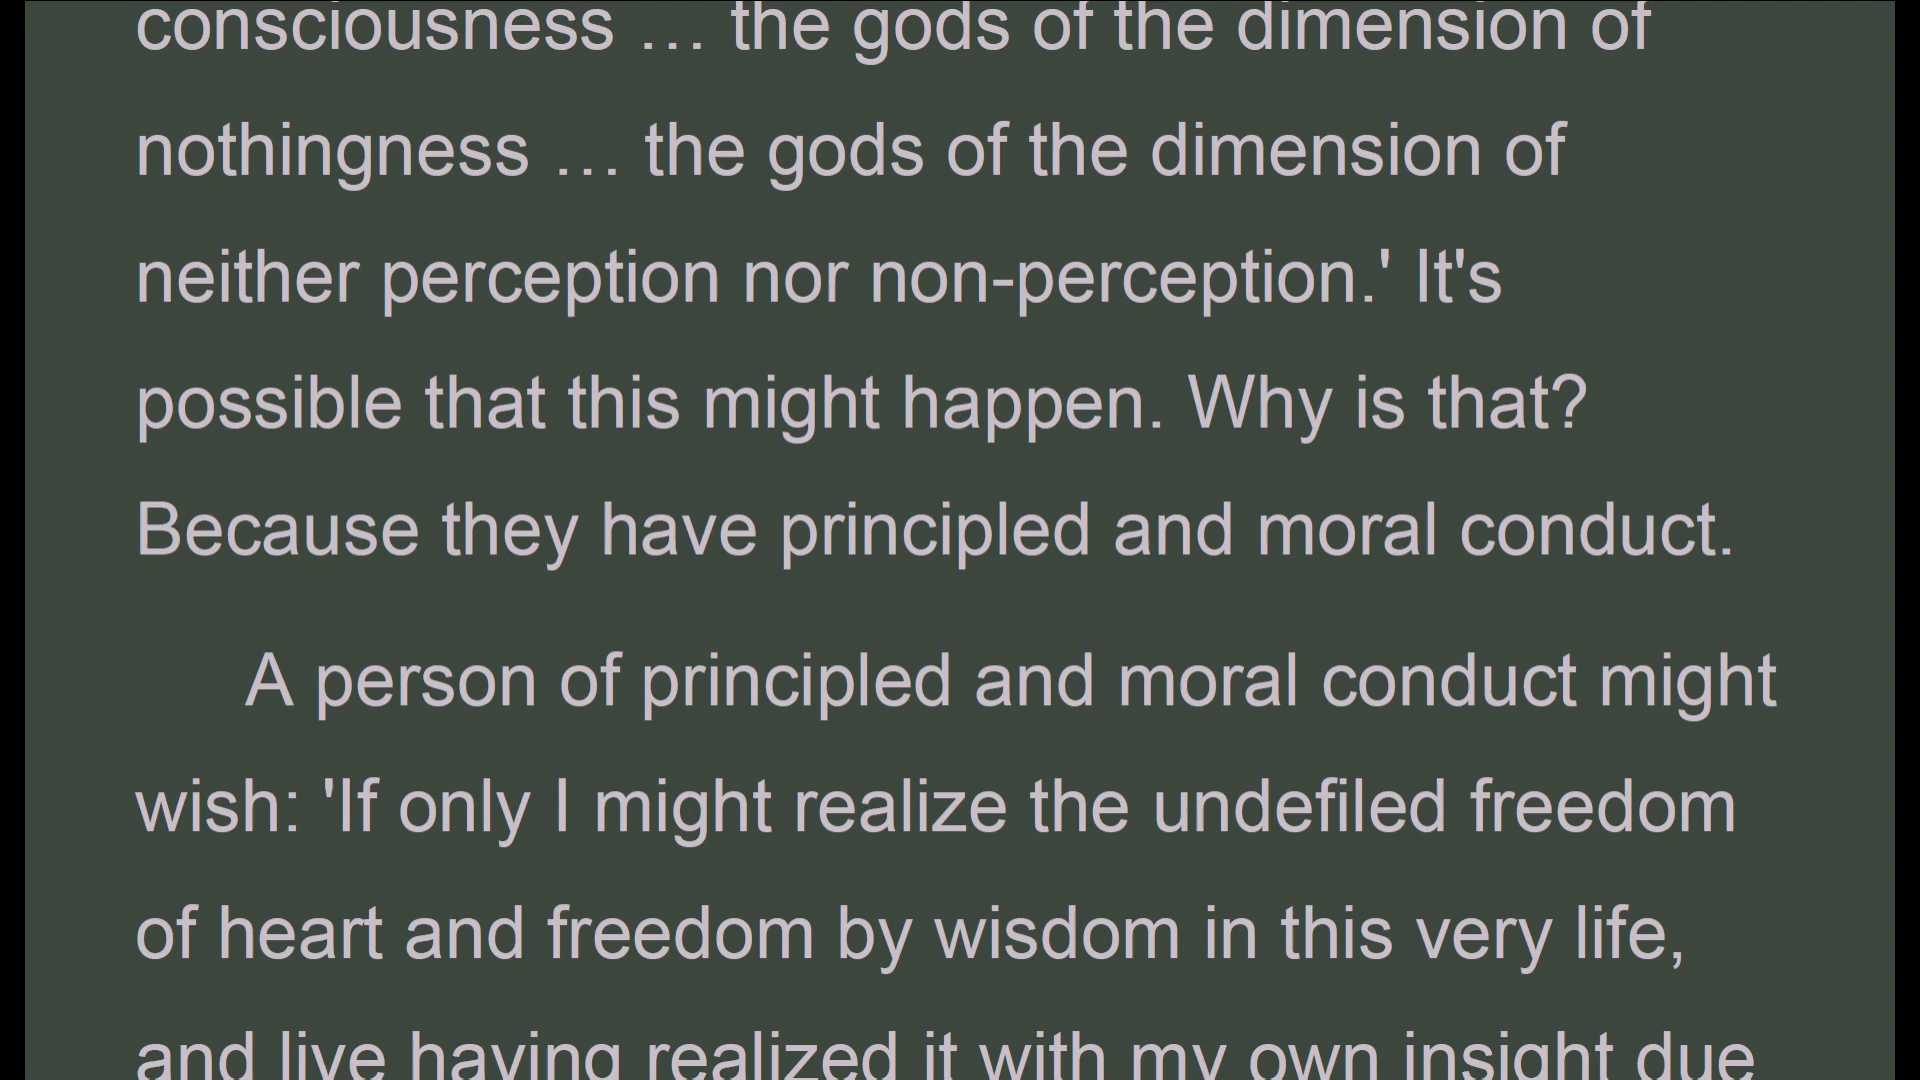 consciousness … the gods of the dimension of
nothingness … the gods of the dimension of
neither perception nor non-perception.' It's
possible that this might happen. Why is that?
Because they have principled and moral conduct.
A person of principled and moral conduct might
wish: 'If only I might realize the undefiled freedom
of heart and freedom by wisdom in this very life,
and live having realized it with my own insight due